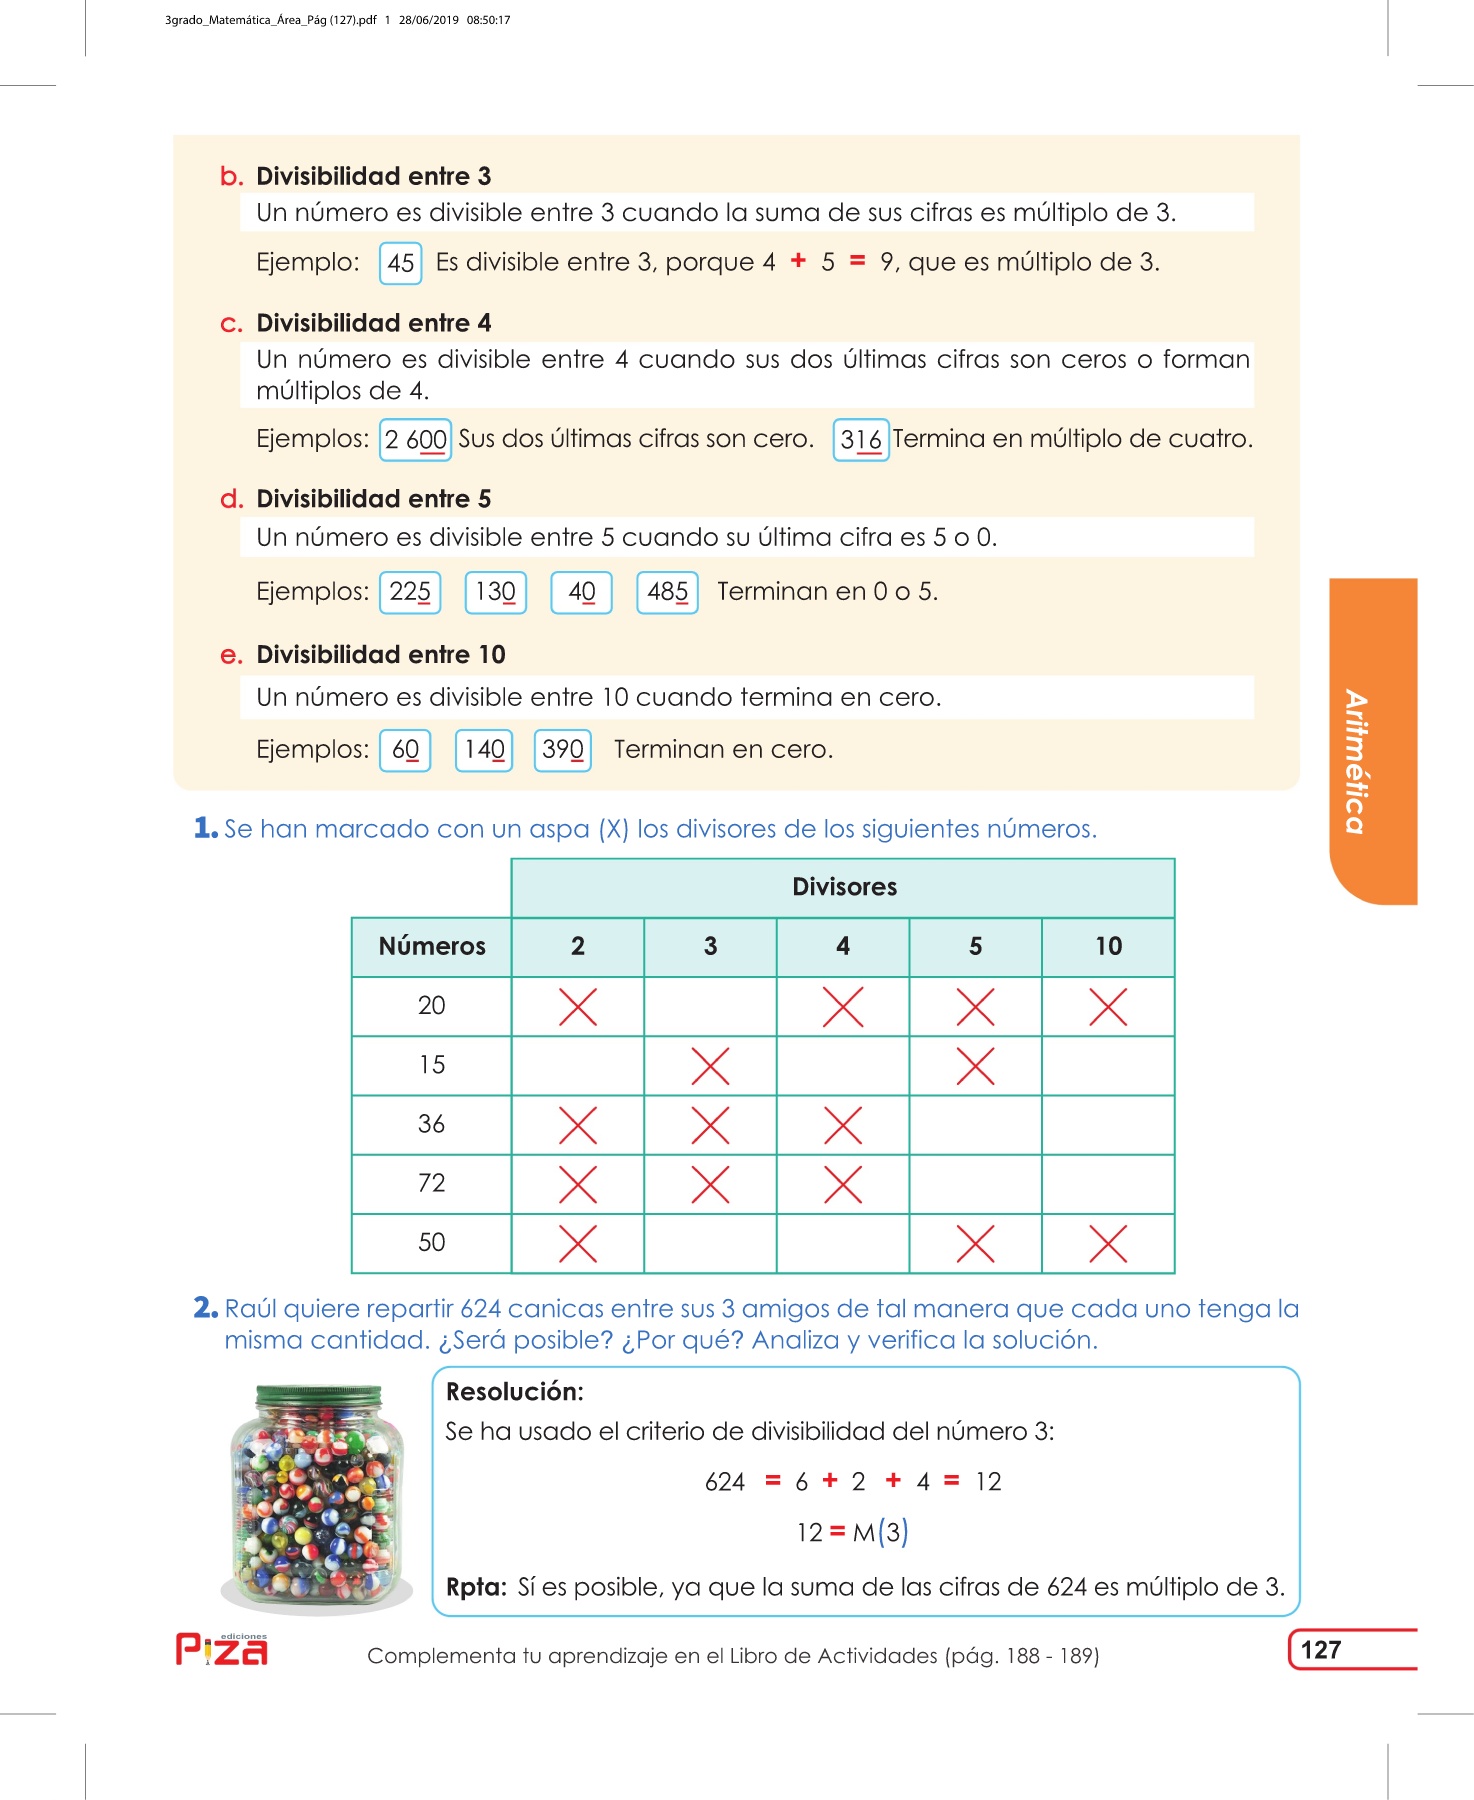 3grado_Matemática_Área_Pág (127).pdf 1 28/06/2019 08:50:17
b. Divisibilidad entre 3
Un número es divisible entre 3 cuando la suma de sus cifras es múltiplo de 3.
Ejemplo: 45 Es divisible entre 3, porque 4 + 5 = 9, que es múltiplo de 3.
c. Divisibilidad entre 4
Un número es divisible entre 4 cuando sus dos últimas cifras son ceros o forman
múltiplos de 4.
Ejemplos: 2 600 Sus dos últimas cifras son cero. 316 Termina en múltiplo de cuatro.
d. Divisibilidad entre 5
Un número es divisible entre 5 cuando su última cifra es 5 o 0.
Ejemplos: 225 130 40 485 Terminan en 0 o 5.
e. Divisibilidad entre 10
Un número es divisible entre 10 cuando termina en cero.
Ejemplos: 60 140 390 Terminan en cero.
Aritmética
1. Se han marcado con un aspa (X) los divisores de los siguientes números.
Divisores
Números 2 3 4 5 10
20 X X X X
15 X X
36 X X X
72 X X X
50 X X X
2. Raúl quiere repartir 624 canicas entre sus 3 amigos de tal manera que cada uno tenga la
misma cantidad. ¿Será posible? ¿Por qué? Analiza y verifica la solución.
Resolución:
Se ha usado el criterio de divisibilidad del número 3:
624 = 6 + 2 + 4 = 12
12 = M(3)
Rpta: Sí es posible, ya que la suma de las cifras de 624 es múltiplo de 3.
ediciones
Piza
Complementa tu aprendizaje en el Libro de Actividades (pág. 188 - 189)
127